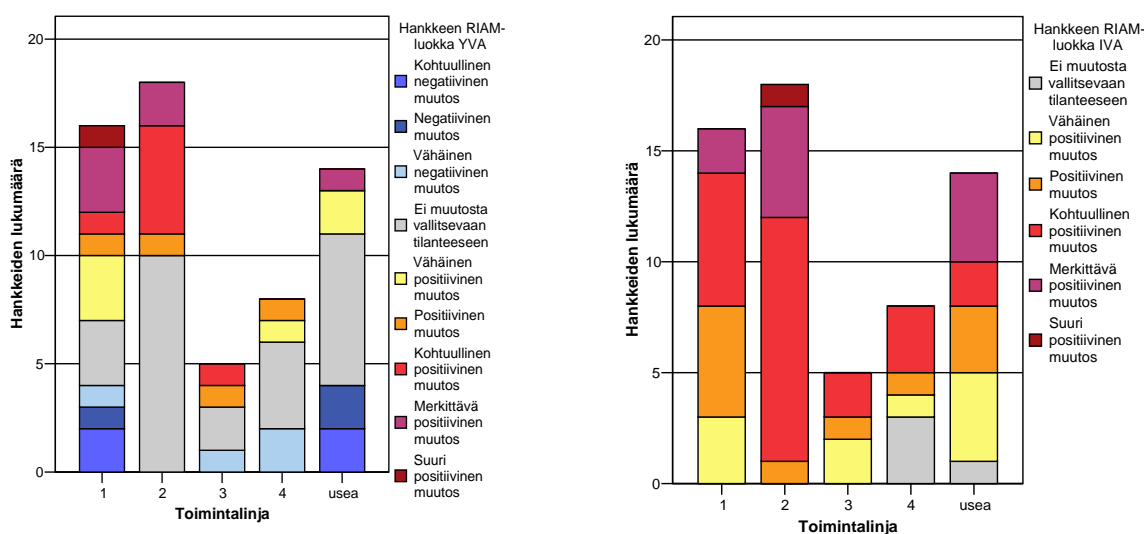 Hankkeen RIAM-
luokka YVA
Kohtuullinen
negatiivinen
muutos
Negatiivinen
muutos
Vähäinen
negatiivinen
muutos
Ei muutosta
vallitsevaan
tilanteeseen
Vähäinen
positiivinen
muutos
Positiivinen
muutos
Kohtuullinen
positiivinen
muutos
Merkittävä
positiivinen
muutos
Suuri
positiivinen
muutos
Hankkeiden lukumäärä
20
15
10
5
0
1 2 3 4 usea
Toimintalinja
Hankkeen RIAM-
luokka IVA
Ei muutosta
vallitsevaan
tilanteeseen
Vähäinen
positiivinen
muutos
Positiivinen
muutos
Kohtuullinen
positiivinen
muutos
Merkittävä
positiivinen
muutos
Suuri
positiivinen
muutos
Hankkeiden lukumäärä
20
15
10
5
0
1 2 3 4 usea
Toimintalinja